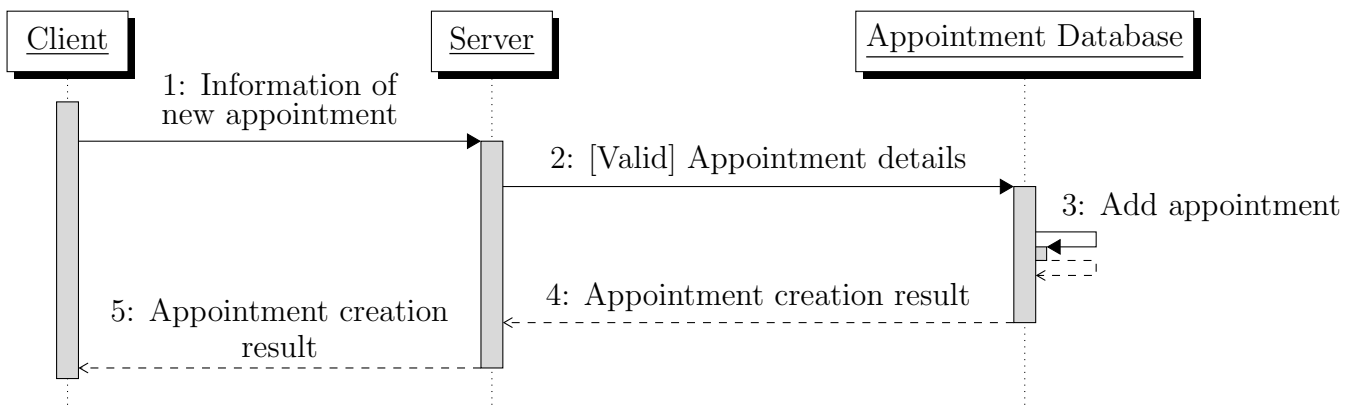 Client
Server
Appointment Database
1: Information of
new appointment
2: [Valid] Appointment details
3: Add appointment
4: Appointment creation result
5: Appointment creation
result